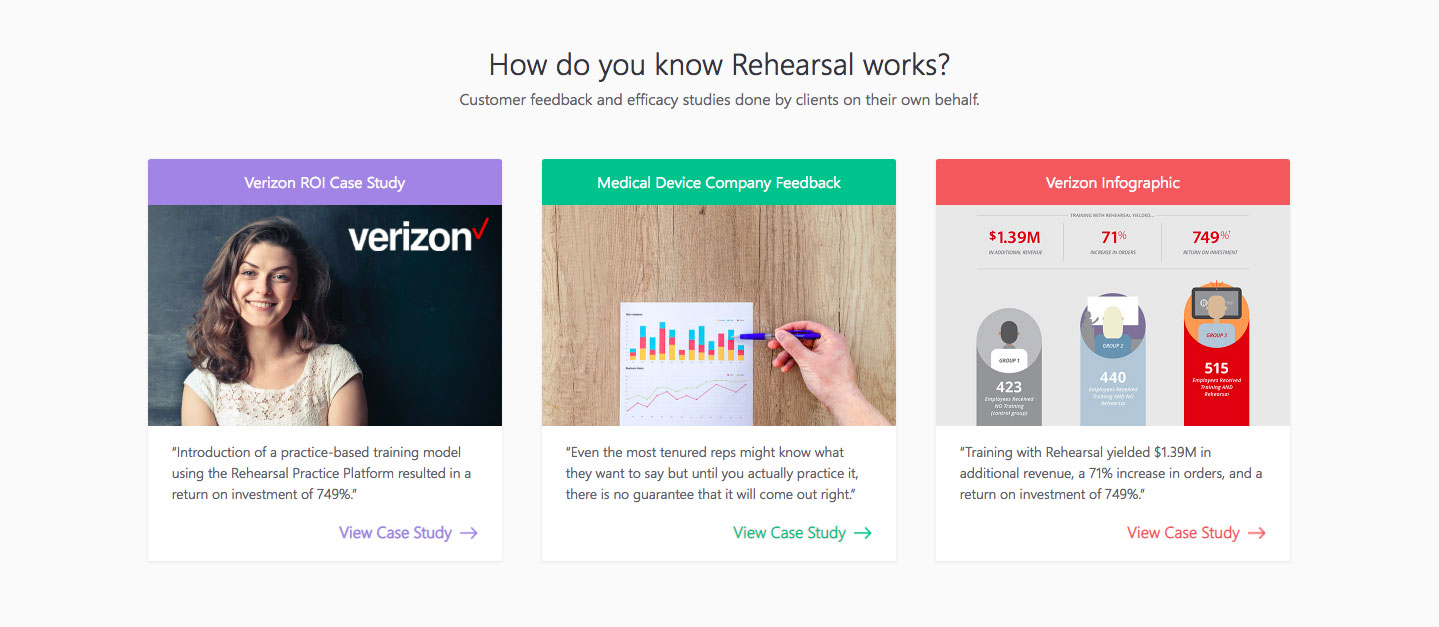 How do you know Rehearsal works?
Customer feedback and efficacy studies done by clients on their own behalf.
Verizon ROI Case Study
verizon
"Introduction of a practice-based training model
using the Rehearsal Practice Platform resulted in a
return on investment of 749%."
View Case Study →
Medical Device Company Feedback
"Even the most tenured reps might know what
they want to say but until you actually practice it,
there is no guarantee that it will come out right."
View Case Study →
Verizon Infographic
TRAINING WITH REHEARSAL YIELDED...
$1.39M
IN ADDITIONAL REVENUE
71%
INCREASE IN ORDERS
749%
RETURN ON INVESTMENT
GROUP 1
423
Employees Received
NO Training
(control group)
GROUP 2
440
Employees Received
Training AND NO
Rehearsal
GROUP 3
515
Employees Received
Training AND
Rehearsal
"Training with Rehearsal yielded $1.39M in
additional revenue, a 71% increase in orders, and a
return on investment of 749%."
View Case Study →